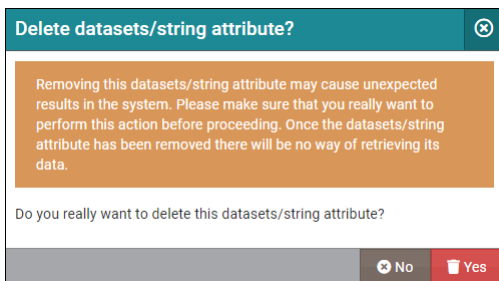 Delete datasets/string attribute?
Removing this datasets/string attribute may cause unexpected
results in the system. Please make sure that you really want to
perform this action before proceeding. Once the datasets/string
attribute has been removed there will be no way of retrieving its
data.
Do you really want to delete this datasets/string attribute?
No Yes